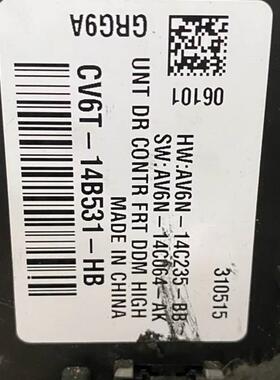 GRG9A
06101
310515
HW:AV6N-14C235-BB
SW:AV6N-14C064-AK
UNT DR CONTR FRT DDM HIGH
MADE IN CHINA
CV6T-14B531-HB